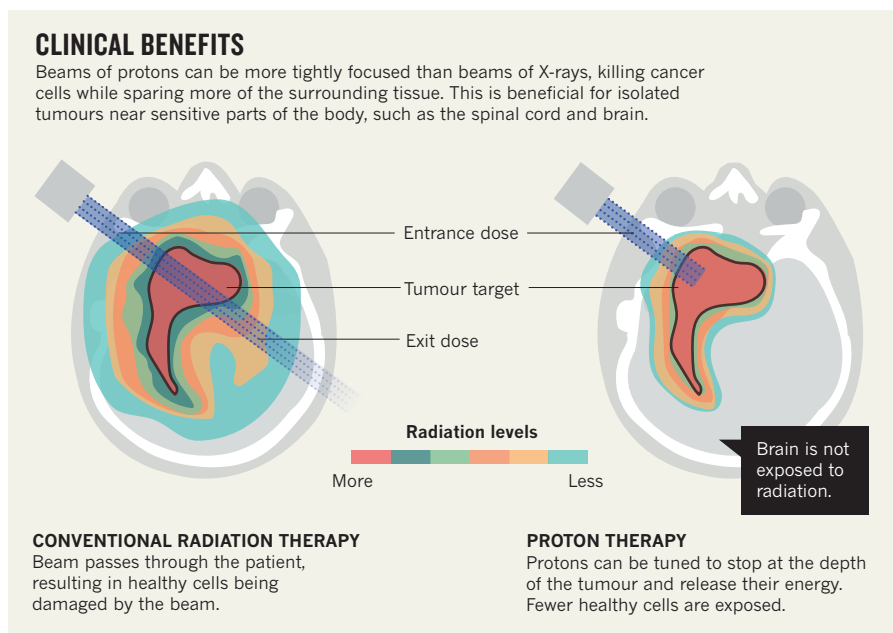 CLINICAL BENEFITS
Beams of protons can be more tightly focused than beams of X-rays, killing cancer
cells while sparing more of the surrounding tissue. This is beneficial for isolated
tumours near sensitive parts of the body, such as the spinal cord and brain.
Entrance dose
Tumour target
Exit dose
Radiation levels
More
Less
Brain is not
exposed to
radiation.
CONVENTIONAL RADIATION THERAPY
Beam passes through the patient,
resulting in healthy cells being
damaged by the beam.
PROTON THERAPY
Protons can be tuned to stop at the depth
of the tumour and release their energy.
Fewer healthy cells are exposed.